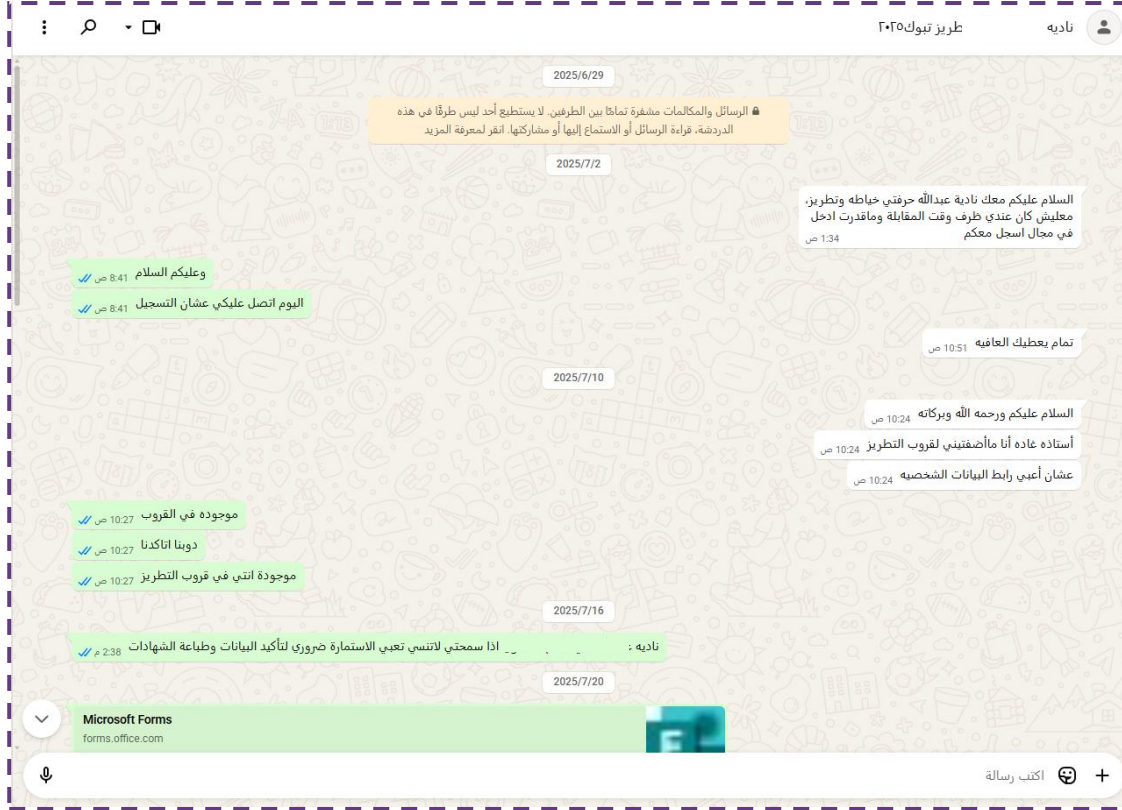 ناديه طريز تبوك٢٠٢٥
2025/6/29
الرسائل والمكالمات مشفرة تمامًا بين الطرفين. لا يستطيع أحد ليس طرفًا في هذه
الدردشة، قراءة الرسائل أو الاستماع إليها أو مشاركتها. انقر لمعرفة المزيد
2025/7/2
السلام عليكم معك نادية عبدالله حرفتي خياطه وتطريز،
معليش كان عندي ظرف وقت المقابلة وماقدرت ادخل
في مجال اسجل معكم
1:34 ص
وعليكم السلام 8:41 ص
اليوم اتصل عليكي عشان التسجيل 8:41 ص
تمام يعطيك العافيه 10:51 ص
2025/7/10
السلام عليكم ورحمه الله وبركاته 10:24 ص
أستاذه غاده أنا ماأضفتيني لقروب التطريز 10:24 ص
عشان أعبي رابط البيانات الشخصيه 10:24 ص
موجوده في القروب 10:27 ص
دوبنا اتاكدنا 10:27 ص
موجودة انتي في قروب التطريز 10:27 ص
2025/7/16
ناديه اذا سمحتي لاتنسي تعبي الاستمارة ضروري لتأكيد البيانات وطباعة الشهادات 2:38 م
2025/7/20
Microsoft Forms
forms.office.com
اكتب رسالة